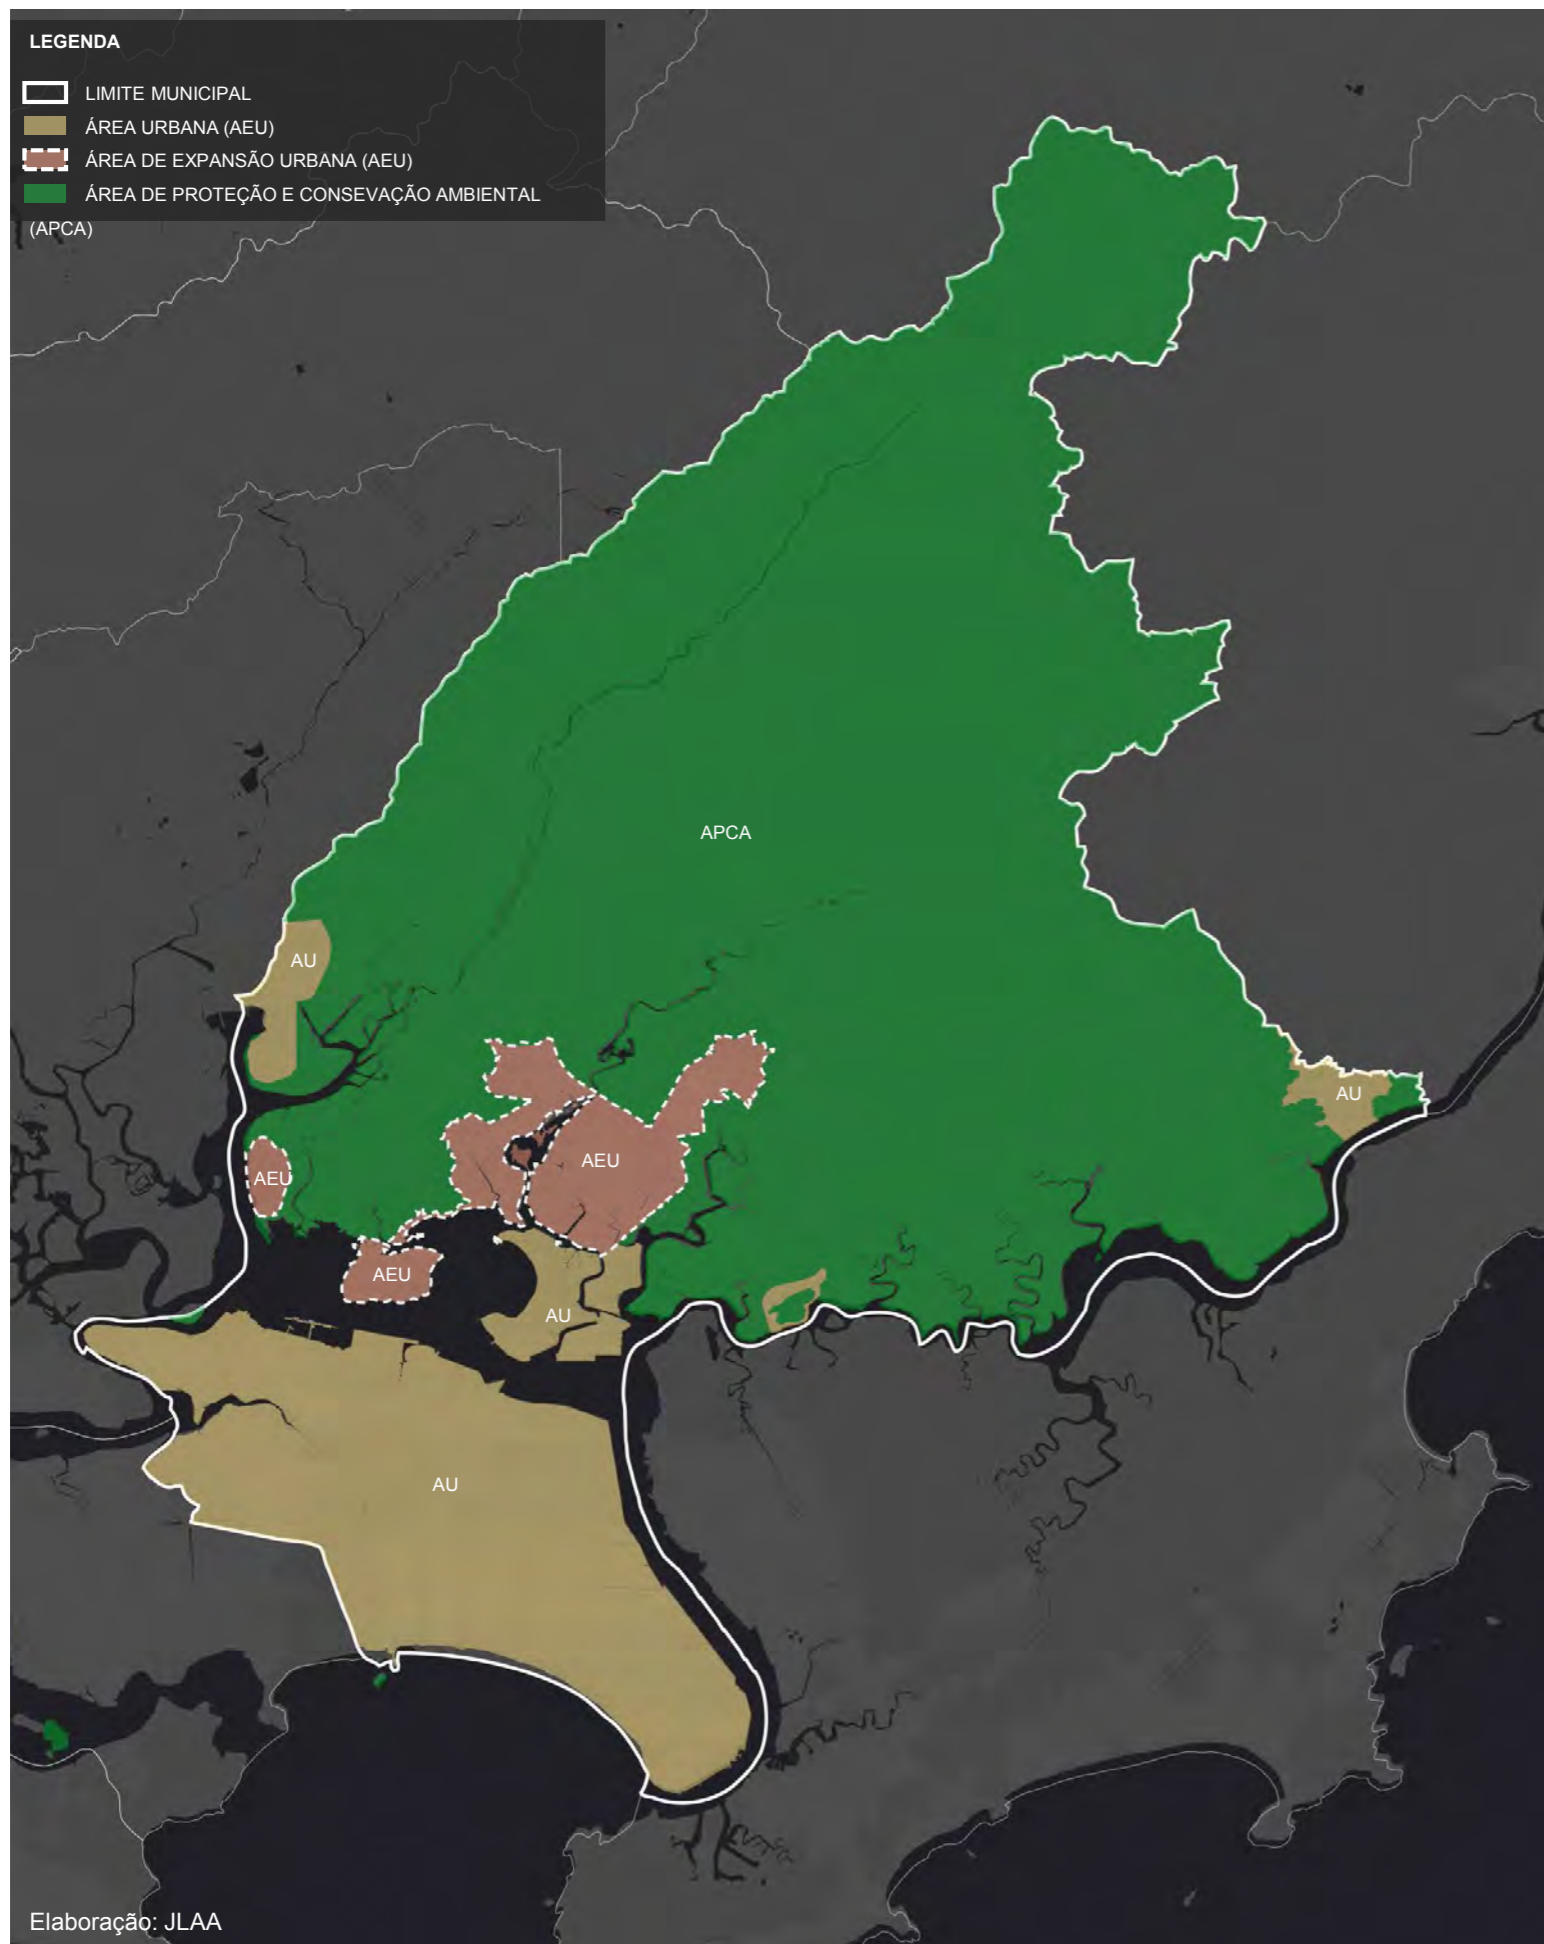 LEGENDA
LIMITE MUNICIPAL
ÁREA URBANA (AEU)
ÁREA DE EXPANSÃO URBANA (AEU)
ÁREA DE PROTEÇÃO E CONSEVAÇÃO AMBIENTAL
(APCA)
APCA
AU
AU
AEU
AEU
AEU
AU
AU
Elaboração: JLAA